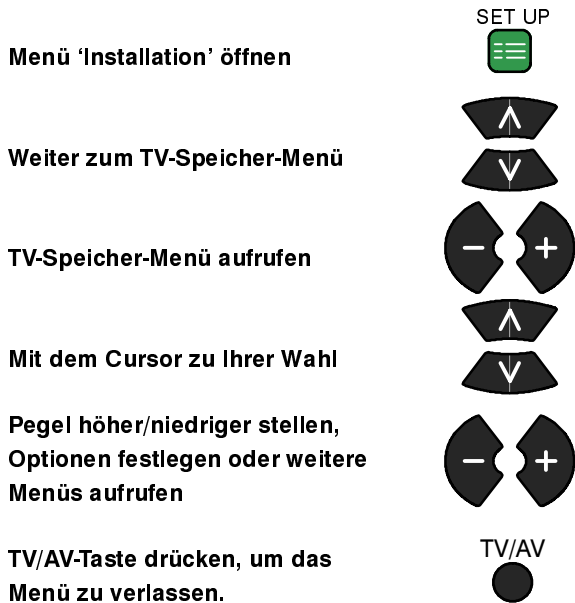 SET UP
Menü ‘Installation’ öffnen
Weiter zum TV-Speicher-Menü
TV-Speicher-Menü aufrufen
Mit dem Cursor zu Ihrer Wahl
Pegel höher/niedriger stellen,
Optionen festlegen oder weitere
Menüs aufrufen
TV/AV-Taste drücken, um das
TV/AV
Menü zu verlassen.